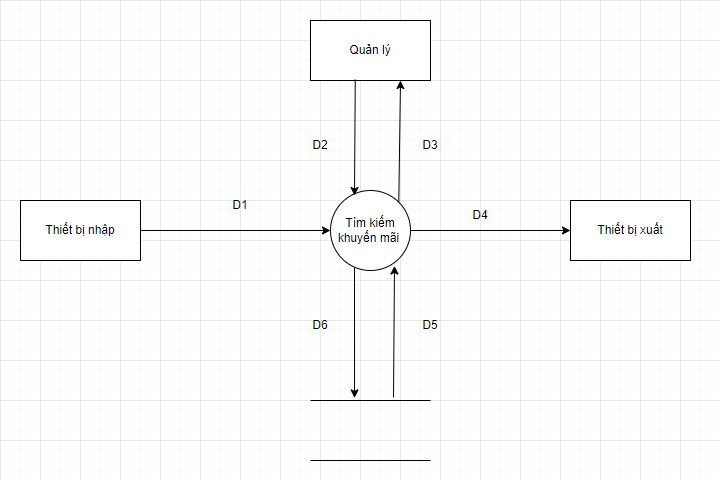 Quản lý
D2
D3
D1
D4
Thiết bị nhập
Tìm kiếm
khuyến mãi
Thiết bị xuất
D6
D5